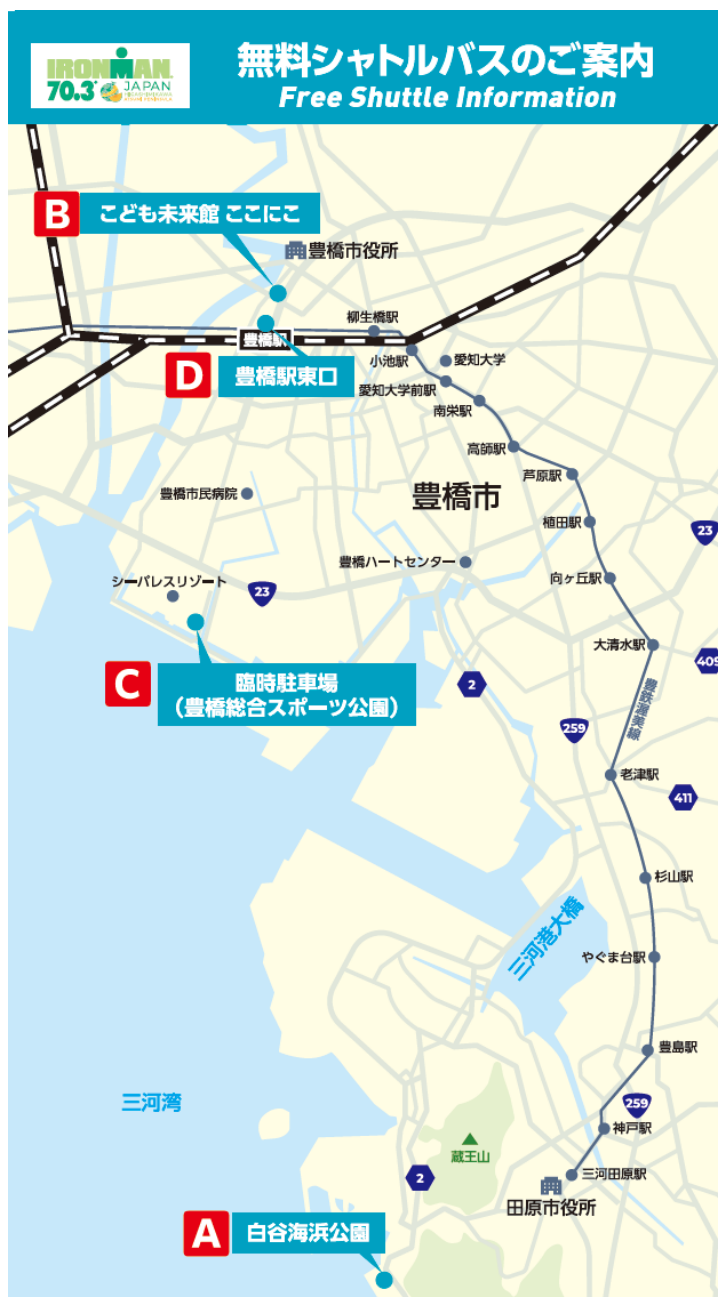 無料シャトルバスのご案内
Free Shuttle Information
IRONMAN
70.3 JAPAN
B こども未来館 ここにこ
豊橋市役所
柳生橋駅
豊橋駅
小池駅
愛知大学
D 豊橋駅東口
愛知大学前駅
南栄駅
高師駅
芦原駅
豊橋市民病院
豊橋市
植田駅
23
豊橋ハートセンター
シーパレスリゾート
23
向ヶ丘駅
大清水駅
409
C 臨時駐車場
（豊橋総合スポーツ公園）
2
豊鉄渥美線
259
老津駅
411
杉山駅
三河港大橋
やぐま台駅
豊島駅
三河湾
259
神戸駅
蔵王山
2
三河田原駅
田原市役所
A 白谷海浜公園